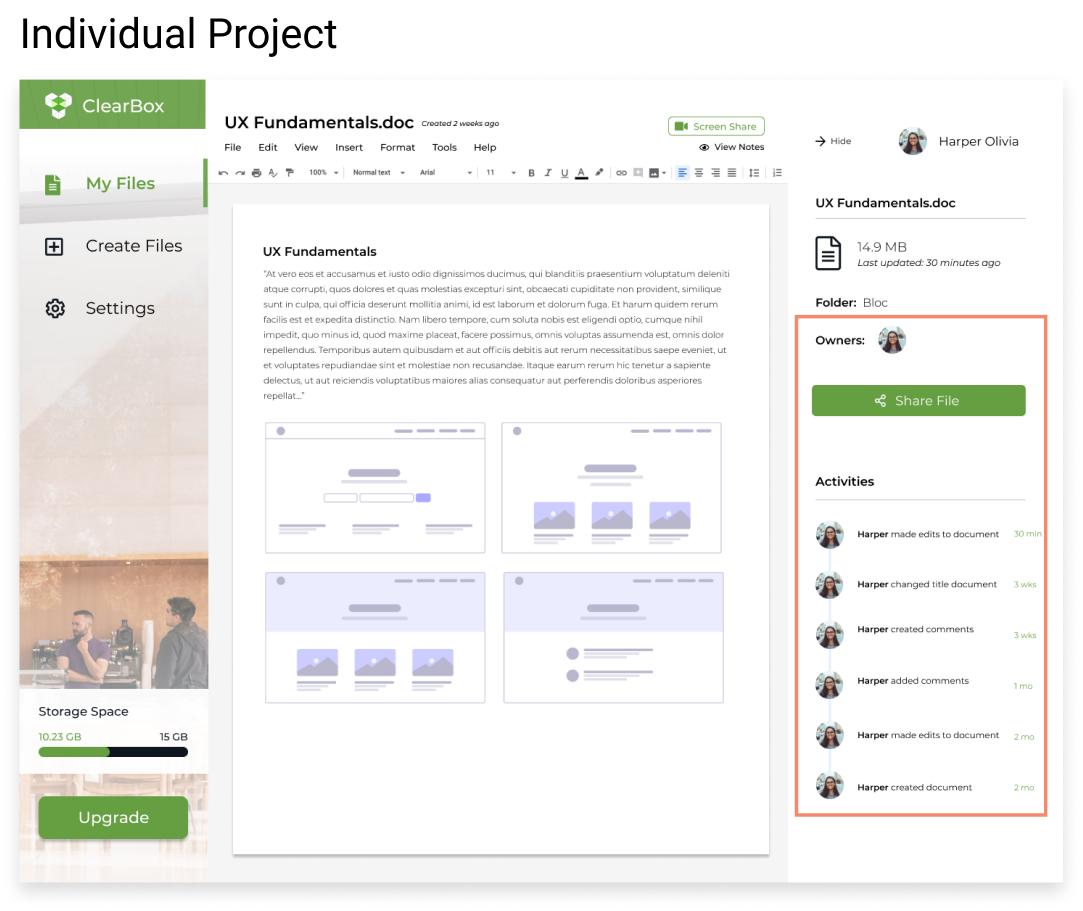 Individual Project
ClearBox
My Files
Create Files
Settings
Storage Space
10.23 GB 15 GB
Upgrade
UX Fundamentals.doc Created 2 weeks ago
Screen Share
File Edit View Insert Format Tools Help
View Notes
100% Normal text Arial 11 B I U A
UX Fundamentals
"At vero eos et accusamus et iusto odio dignissimos ducimus, qui blanditiis praesentium voluptatum deleniti
atque corrupti, quos dolores et quas molestias excepturi sint, obcaecati cupiditate non provident, similique
sunt in culpa, qui officia deserunt mollitia animi, id est laborum et dolorum fuga. Et harum quidem rerum
facilis est et expedita distinctio. Nam libero tempore, cum soluta nobis est eligendi optio, cumque nihil
impedit, quo minus id, quod maxime placeat, facere possimus, omnis voluptas assumenda est, omnis dolor
repellendus. Temporibus autem quibusdam et aut officiis debitis aut rerum necessitatibus saepe eveniet, ut
et voluptates repudiandae sint et molestiae non recusandae. Itaque earum rerum hic tenetur a sapiente
delectus, ut aut reiciendis voluptatibus maiores alias consequatur aut perferendis doloribus asperiores
repellat..."
Hide
Harper Olivia
UX Fundamentals.doc
14.9 MB
Last updated: 30 minutes ago
Folder: Bloc
Owners:
Share File
Activities
Harper made edits to document 30 min
Harper changed title document 3 wks
Harper created comments 3 wks
Harper added comments 1 mo
Harper made edits to document 2 mo
Harper created document 2 mo